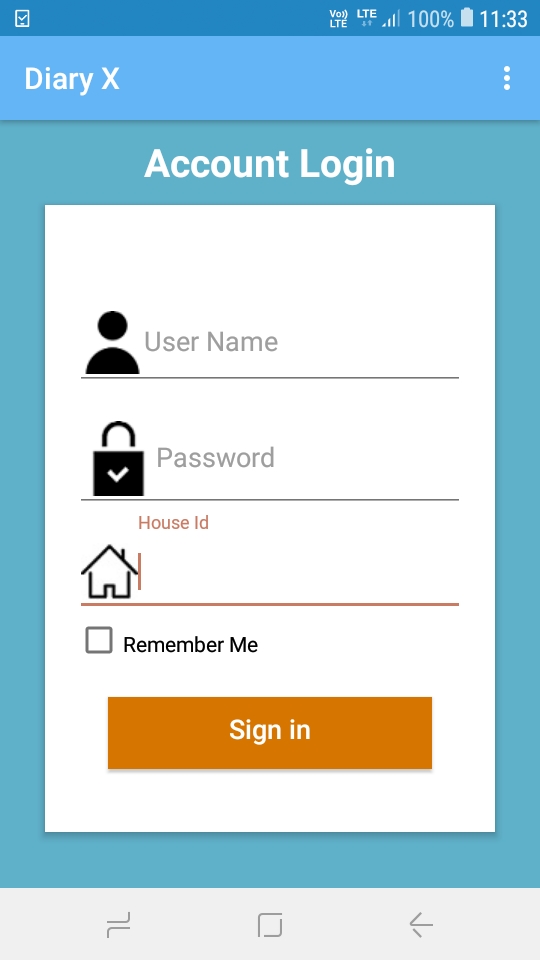 Vo)) LTE LTE 100% 11:33
Diary X
Account Login
User Name
Password
House Id
Remember Me
Sign in